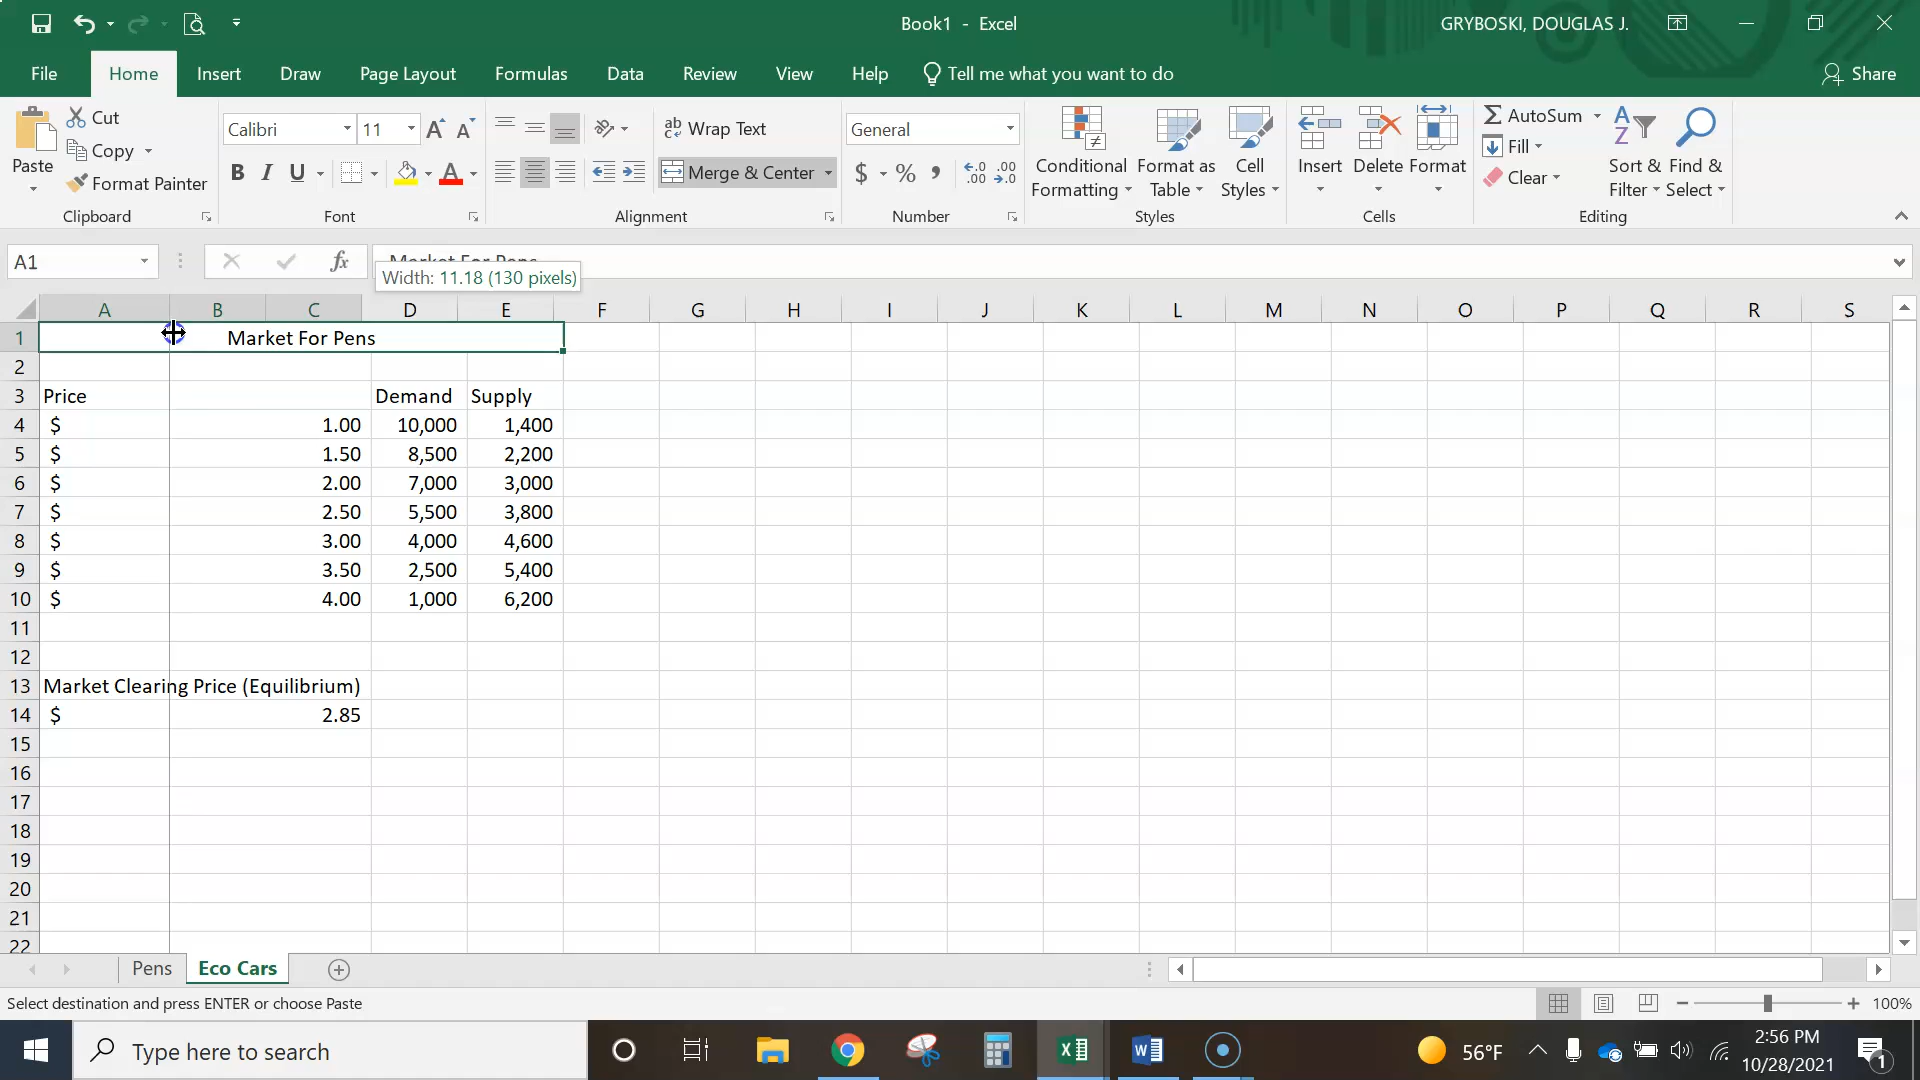 Book1 - Excel
GRYBOSKI, DOUGLAS J.
File Home Insert Draw Page Layout Formulas Data Review View Help Tell me what you want to do Share
Paste
Cut
Copy
Format Painter
Clipboard
Calibri 11
A A
B I U A
Font
ab c Wrap Text
Merge & Center
Alignment
General
$ % , .0 .00 .00 .0
Number
Conditional Formatting
Format as Table
Cell Styles
Styles
Insert Delete Format
Cells
AutoSum
Fill
Clear
Sort & Filter
Find & Select
Editing
A1
fx
Width: 11.18 (130 pixels)
A B C D E F G H I J K L M N O P Q R S
1 Market For Pens
2
3 Price Demand Supply
4 $ 1.00 10,000 1,400
5 $ 1.50 8,500 2,200
6 $ 2.00 7,000 3,000
7 $ 2.50 5,500 3,800
8 $ 3.00 4,000 4,600
9 $ 3.50 2,500 5,400
10 $ 4.00 1,000 6,200
11
12
13 Market Clearing Price (Equilibrium)
14 $ 2.85
15
16
17
18
19
20
21
22
Pens Eco Cars
Select destination and press ENTER or choose Paste
100%
Type here to search
56°F
2:56 PM
10/28/2021
1